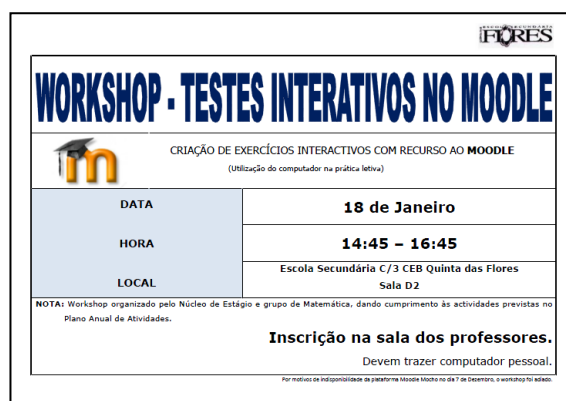 ESCOLA SECUNDÁRIA
FLORES
WORKSHOP - TESTES INTERATIVOS NO MOODLE
m
CRIAÇÃO DE EXERCÍCIOS INTERACTIVOS COM RECURSO AO MOODLE
(Utilização do computador na prática letiva)
DATA
18 de Janeiro
HORA
14:45 – 16:45
LOCAL
Escola Secundária C/3 CEB Quinta das Flores
Sala D2
NOTA: Workshop organizado pelo Núcleo de Estágio e grupo de Matemática, dando cumprimento às actividades previstas no
Plano Anual de Atividades.
Inscrição na sala dos professores.
Devem trazer computador pessoal.
Por motivos de indisponibilidade da plataforma Moodle Mocho no dia 7 de Dezembro, o workshop foi adiado.